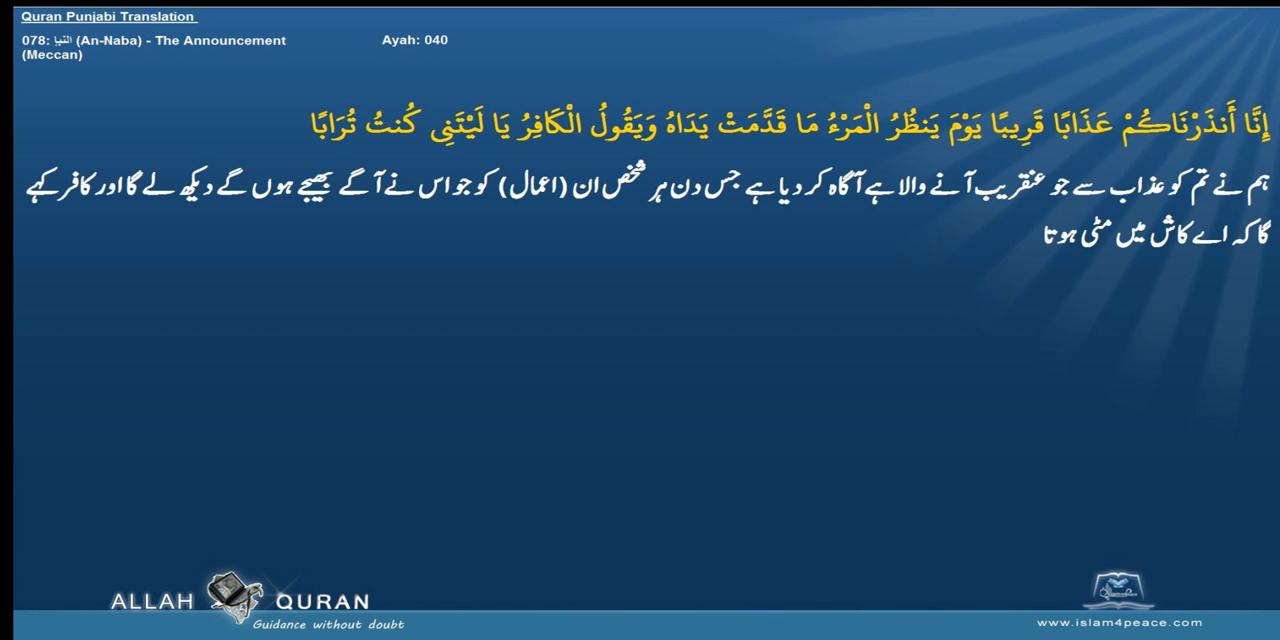 Quran Punjabi Translation
078: النبإ (An-Naba) - The Announcement (Meccan)
Ayah: 040
إِنَّا أَنذَرْنَاكُمْ عَذَابًا قَرِيبًا يَوْمَ يَنظُرُ الْمَرْءُ مَا قَدَّمَتْ يَدَاهُ وَيَقُولُ الْكَافِرُ يَا لَيْتَنِي كُنتُ تُرَابًا
ہم نے تم کو عذاب سے جو عنقریب آنے والا ہے آگاہ کر دیا ہے جس دن ہر شخص ان (اعمال) کو جو اس نے آگے بھیجے ہوں گے دیکھ لے گا اور کافر کہے
گا کہ اے کاش میں مٹی ہوتا
ALLAH QURAN
Guidance without doubt
www.islam4peace.com